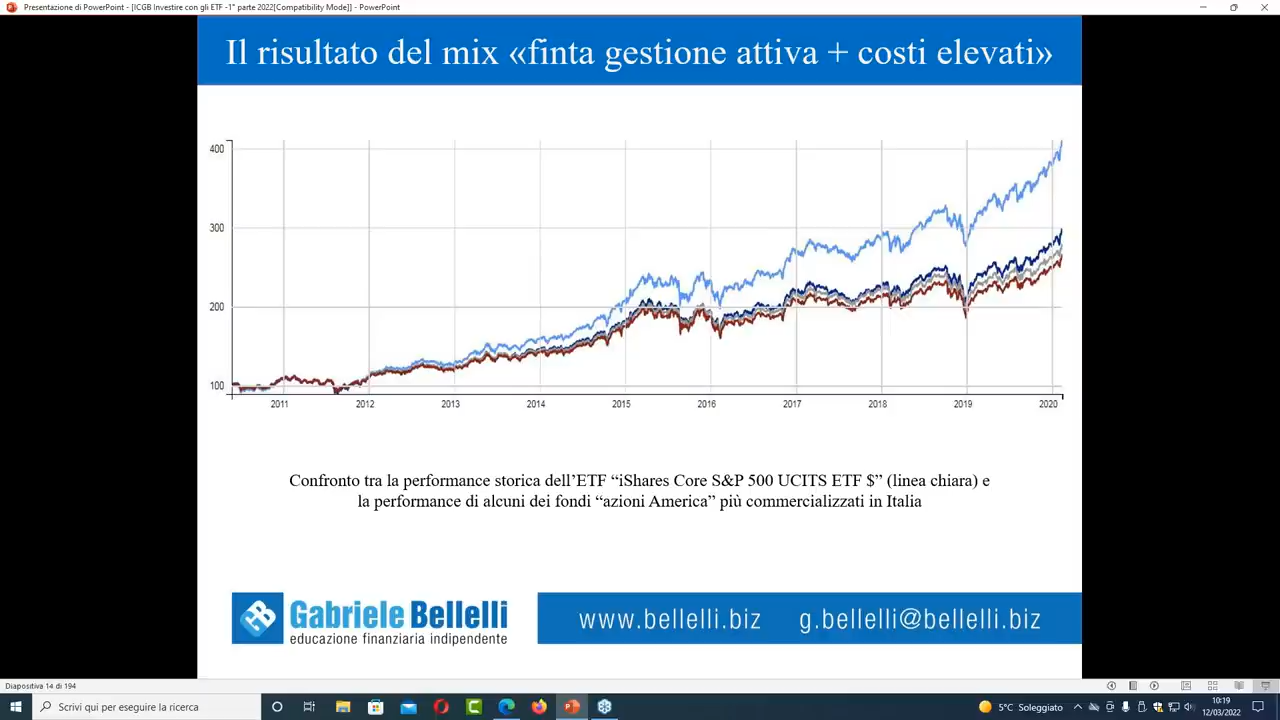 Presentazione di PowerPoint - [ICGB Investire con gli ETF -1° parte 2022[Compatibility Mode]] - PowerPoint
Il risultato del mix «finta gestione attiva + costi elevati»
400
300
200
100
2011 2012 2013 2014 2015 2016 2017 2018 2019 2020
Confronto tra la performance storica dell’ETF “iShares Core S&P 500 UCITS ETF $” (linea chiara) e
la performance di alcuni dei fondi “azioni America” più commercializzati in Italia
Gabriele Bellelli
educazione finanziaria indipendente
www.bellelli.biz g.bellelli@bellelli.biz
Diapositiva 14 di 194
Scrivi qui per eseguire la ricerca
5°C Soleggiato
10:19
12/03/2022